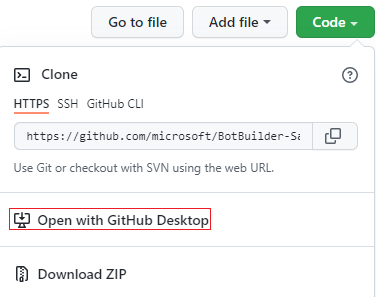 Go to file Add file Code
Clone
HTTPS SSH GitHub CLI
https://github.com/microsoft/BotBuilder-Sa
Use Git or checkout with SVN using the web URL.
Open with GitHub Desktop
Download ZIP